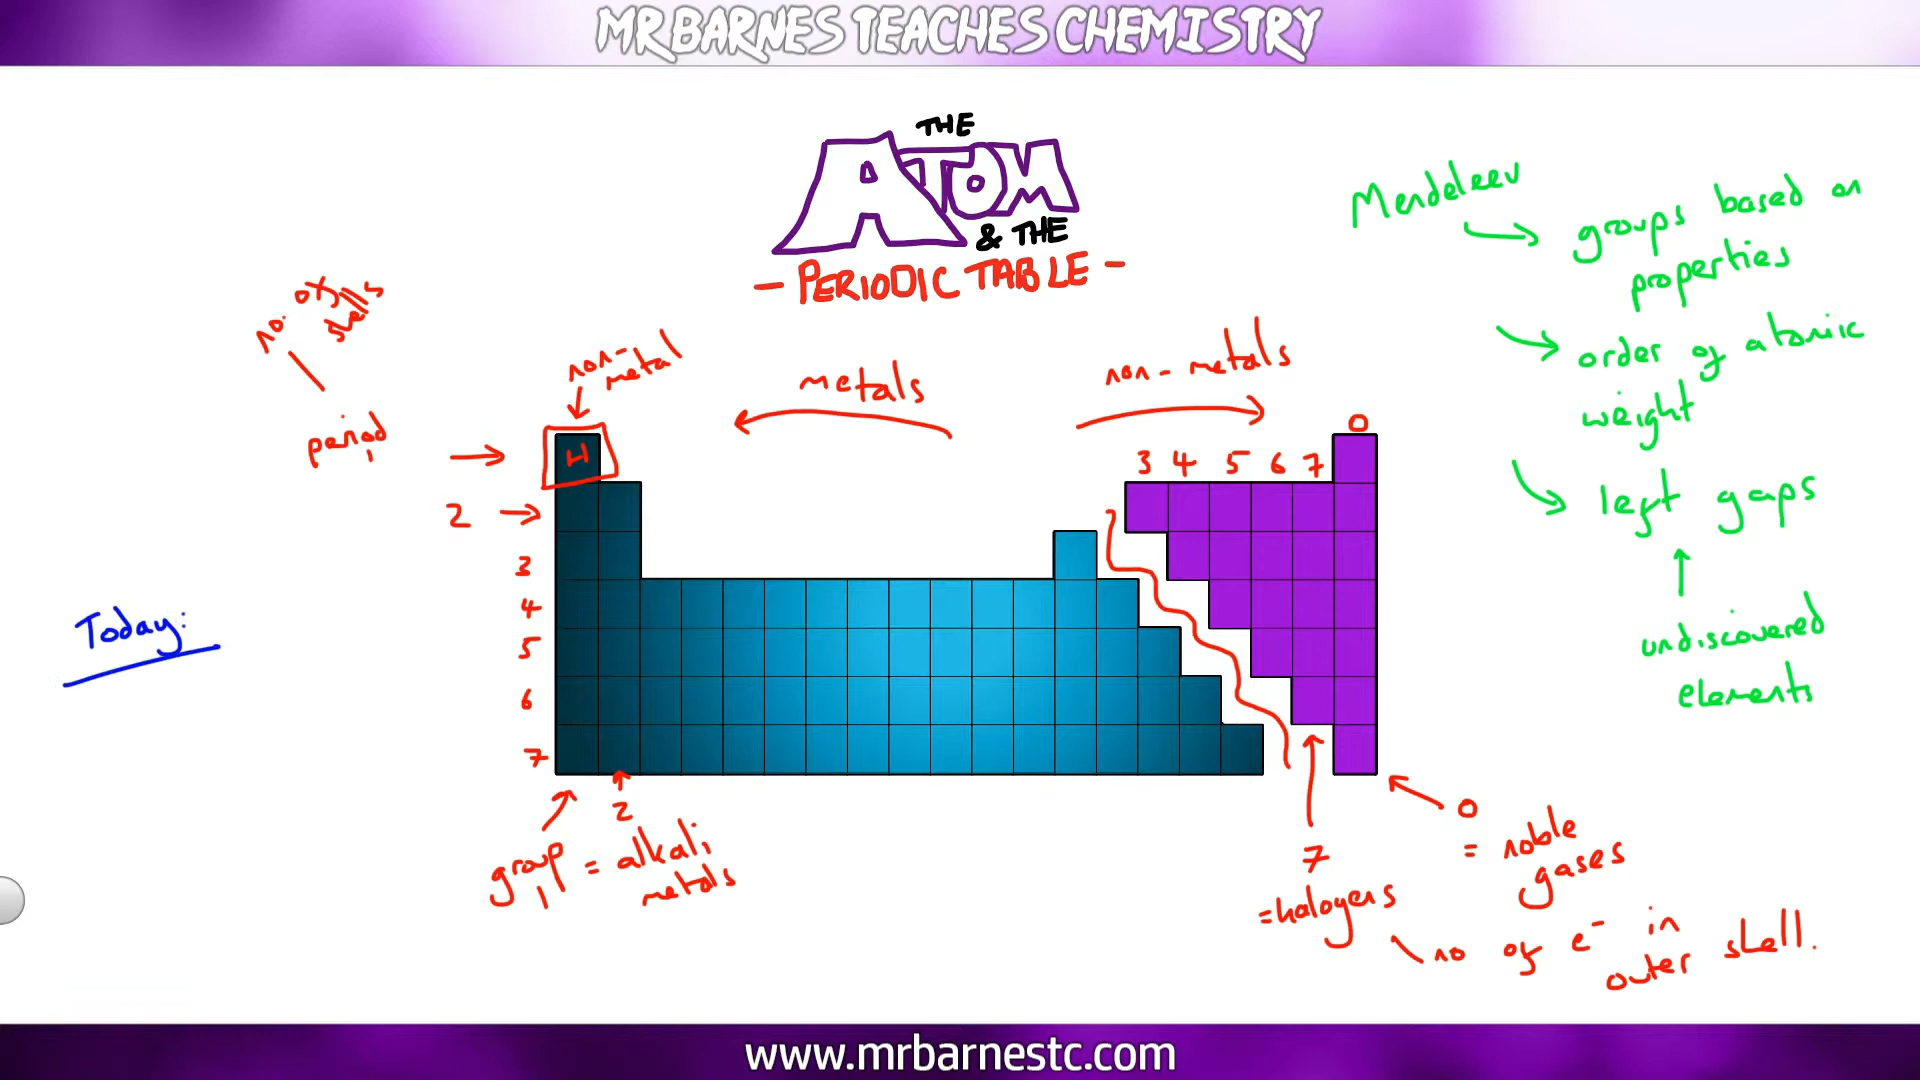 MR BARNES TEACHES CHEMISTRY
THE
ATOM
& THE
- PERIODIC TABLE -
Mendeleev
groups based on
properties
order of atomic
weight
left gaps
undiscovered
elements
no. of
shells
period
1
non-
metal
metals
non-metals
0
H
3 4 5 6 7
2
3
4
5
6
7
Today:
2
group = alkali
1 metals
7
= halogens
0
= noble
gases
no of e⁻ in
outer shell.
www.mrbarnestc.com